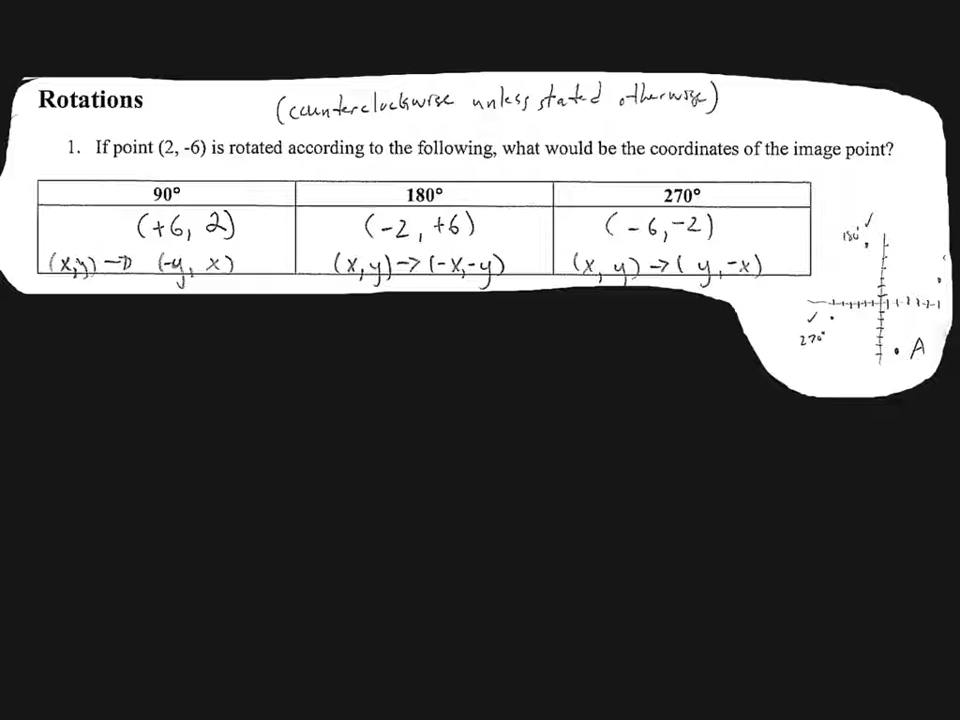 Rotations (counterclockwise unless stated otherwise)
1. If point (2, -6) is rotated according to the following, what would be the coordinates of the image point?
90° 180° 270°
(+6, 2) (-2, +6) (-6, -2)
(x,y) → (-y, x) (x, y) → (-x, -y) (x, y) → (y, -x)
180°
270°
A